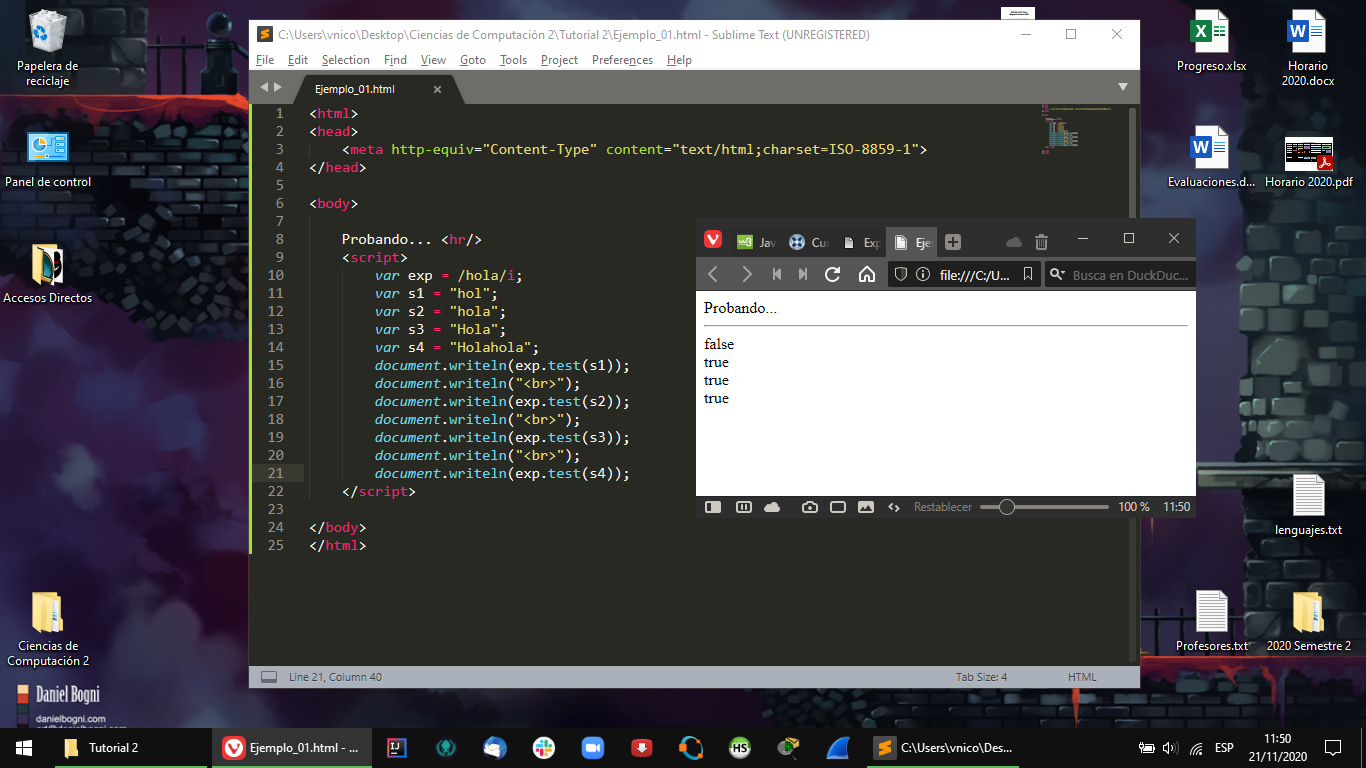 Papelera de
reciclaje
Panel de control
Accesos Directos
Ciencias de
Computación 2
Daniel Bogni
danielbogni.com
C:\Users\vnico\Desktop\Ciencias de Computación 2\Tutorial 2\Ejemplo_01.html - Sublime Text (UNREGISTERED)
File Edit Selection Find View Goto Tools Project Preferences Help
Ejemplo_01.html
1 <html>
2 <head>
3 <meta http-equiv="Content-Type" content="text/html;charset=ISO-8859-1">
4 </head>
5
6 <body>
7
8 Probando... <hr/>
9 <script>
10 var exp = /hola/i;
11 var s1 = "hol";
12 var s2 = "hola";
13 var s3 = "Hola";
14 var s4 = "Holahola";
15 document.writeln(exp.test(s1));
16 document.writeln("<br>");
17 document.writeln(exp.test(s2));
18 document.writeln("<br>");
19 document.writeln(exp.test(s3));
20 document.writeln("<br>");
21 document.writeln(exp.test(s4));
22 </script>
23
24 </body>
25 </html>
Line 21, Column 40
Tab Size: 4
HTML
w3 Jav
Cur
Exp
Eje
file:///C:/U...
Busca en DuckDuc...
Probando...
false
true
true
true
Restablecer
100 %
11:50
Progreso.xlsx
Horario
2020.docx
Evaluaciones.d...
Horario 2020.pdf
lenguajes.txt
Profesores.txt
2020 Semestre 2
Tutorial 2
Ejemplo_01.html - ...
IJ
HS
C:\Users\vnico\Des...
ESP
11:50
21/11/2020